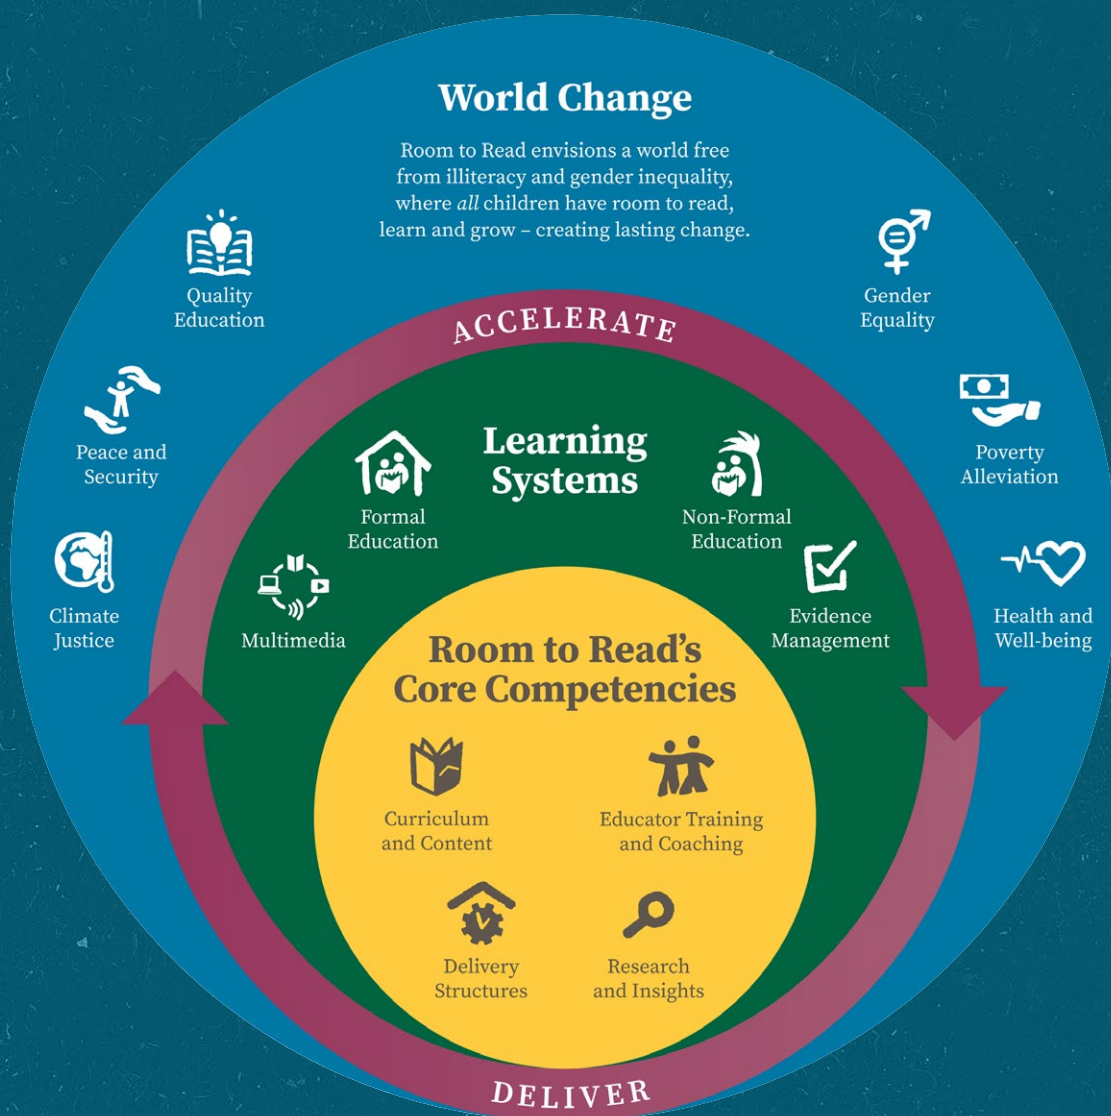 World Change
Room to Read envisions a world free
from illiteracy and gender inequality,
where all children have room to read,
learn and grow – creating lasting change.
Quality
Education
Gender
Equality
Peace and
Security
Poverty
Alleviation
Climate
Justice
Health and
Well-being
ACCELERATE
Learning
Systems
Formal
Education
Non-Formal
Education
Multimedia
Evidence
Management
Room to Read’s
Core Competencies
Curriculum
and Content
Educator Training
and Coaching
Delivery
Structures
Research
and Insights
DELIVER